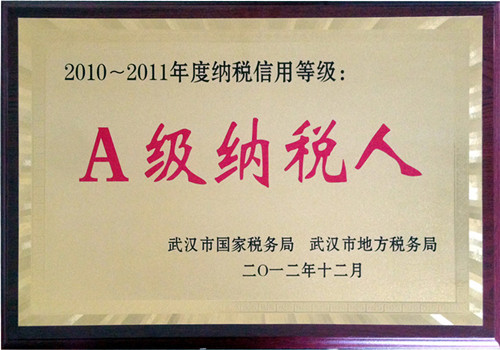 2010～2011年度纳税信用等级：
A级纳税人
武汉市国家税务局 武汉市地方税务局
二〇一二年十二月